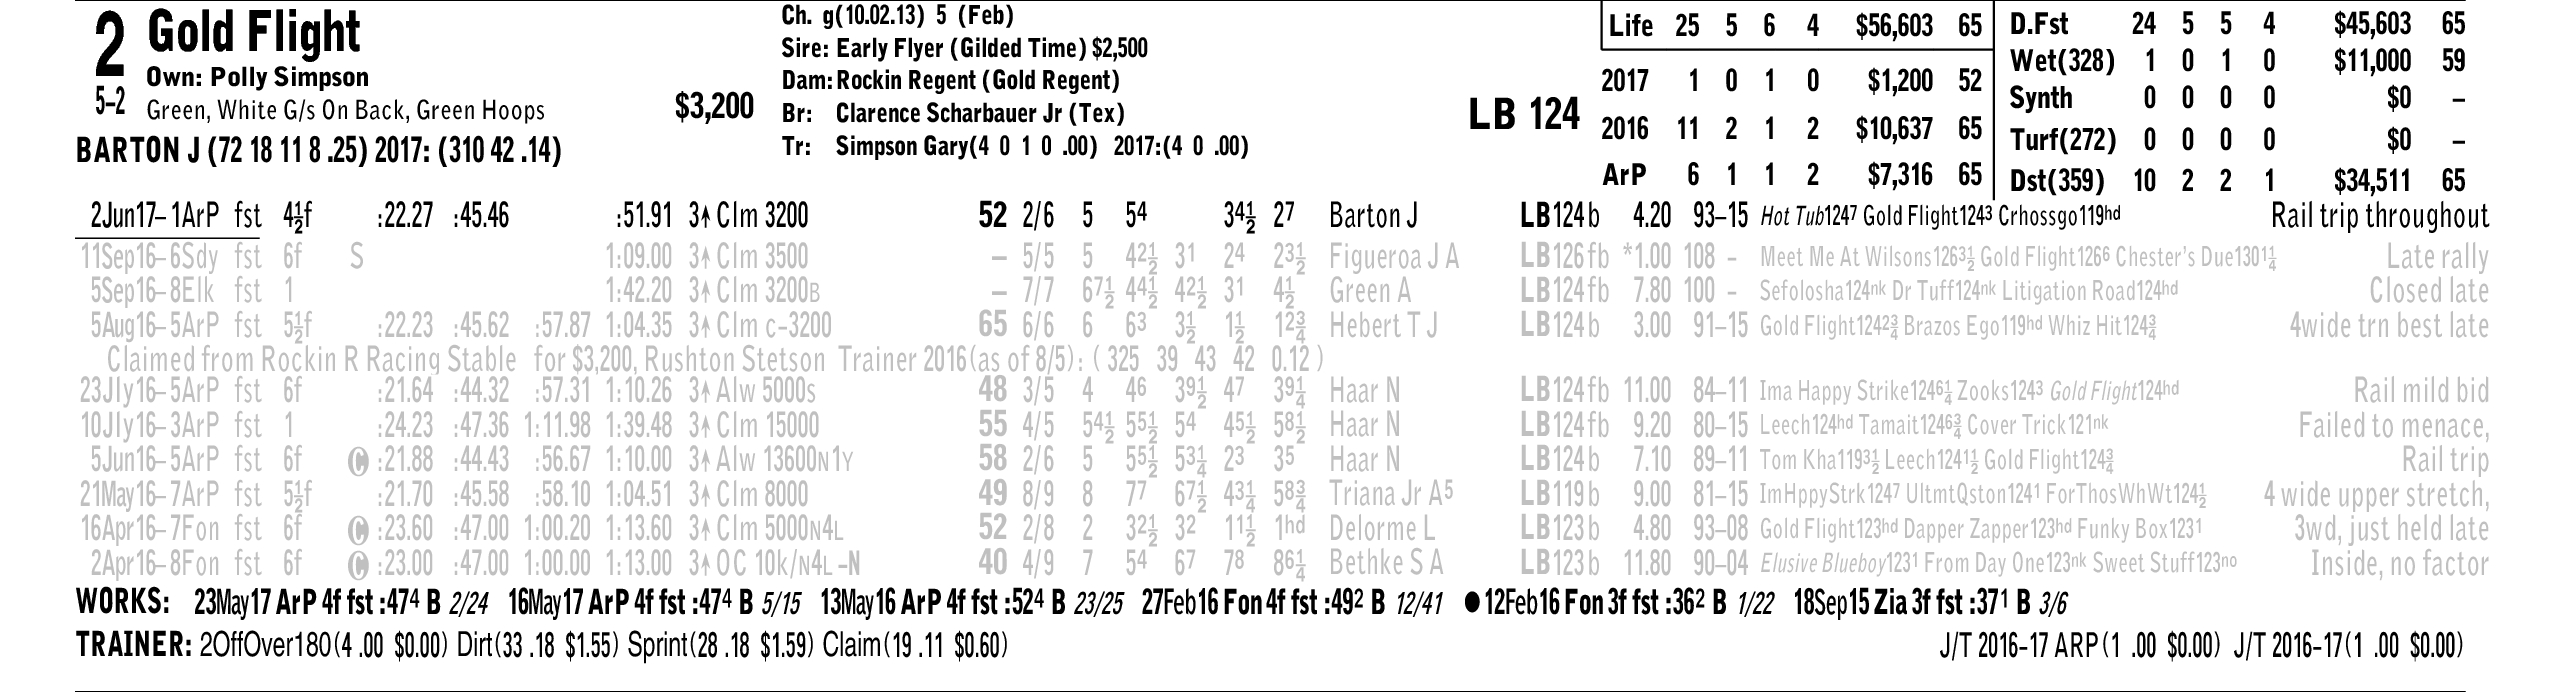 2 Gold Flight
Own: Polly Simpson
5–2 Green, White G/s On Back, Green Hoops $3,200
BARTON J (72 18 11 8 .25) 2017: (310 42 .14)
Ch. g(10.02.13) 5 (Feb)
Sire: Early Flyer (Gilded Time) $2,500
Dam: Rockin Regent (Gold Regent)
Br: Clarence Scharbauer Jr (Tex)
Tr: Simpson Gary(4 0 1 0 .00) 2017:(4 0 .00)
LB 124
Life 25 5 6 4 $56,603 65
2017 1 0 1 0 $1,200 52
2016 11 2 1 2 $10,637 65
ArP 6 1 1 2 $7,316 65
D.Fst 24 5 5 4 $45,603 65
Wet(328) 1 0 1 0 $11,000 59
Synth 0 0 0 0 $0 –
Turf(272) 0 0 0 0 $0 –
Dst(359) 10 2 2 1 $34,511 65
2Jun17–1ArP fst 4½f :22.27 :45.46 :51.91 3↑ Clm 3200 52 2/6 5 5⁴ 3⁴½ 2⁷ Barton J LB124b 4.20 93–15 Hot Tub124⁷ Gold Flight124³ Crhossgo119ʰᵈ Rail trip throughout
11Sep16–6Sdy fst 6f S 1:09.00 3↑ Clm 3500 – 5/5 5 4²½ 3¹ 2⁴ 2³½ Figueroa J A LB126fb *1.00 108 – Meet Me At Wilsons126³½ Gold Flight126⁶ Chester's Due130¹¼ Late rally
5Sep16–8Elk fst 1 1:42.20 3↑ Clm 3200B – 7/7 6⁷½ 4⁴½ 4²½ 3¹ 4½ Green A LB124fb 7.80 100 – Sefolosha124ⁿᵏ Dr Tuff124ⁿᵏ Litigation Road124ʰᵈ Closed late
5Aug16–5ArP fst 5½f :22.23 :45.62 :57.87 1:04.35 3↑ Clm c–3200 65 6/6 6 6³ 3½ 1½ 1²¾ Hebert T J LB124b 3.00 91–15 Gold Flight124²¾ Brazos Ego119ʰᵈ Whiz Hit124¾ 4wide trn best late
Claimed from Rockin R Racing Stable for $3,200, Rushton Stetson Trainer 2016(as of 8/5): ( 325 39 43 42 0.12 )
23Jly16–5ArP fst 6f :21.64 :44.32 :57.31 1:10.26 3↑ Alw 5000s 48 3/5 4 4⁶ 3⁹½ 4⁷ 3⁹¼ Haar N LB124fb 11.00 84–11 Ima Happy Strike124⁶¼ Zooks124³ Gold Flight124ʰᵈ Rail mild bid
10Jly16–3ArP fst 1 :24.23 :47.36 1:11.98 1:39.48 3↑ Clm 15000 55 4/5 5⁴½ 5⁵½ 5⁴ 4⁵½ 5⁸½ Haar N LB124fb 9.20 80–15 Leech124ʰᵈ Tamait124⁶¾ Cover Trick121ⁿᵏ Failed to menace,
5Jun16–5ArP fst 6f C :21.88 :44.43 :56.67 1:10.00 3↑ Alw 13600N1Y 58 2/6 5 5⁵½ 5³¼ 2³ 3⁵ Haar N LB124b 7.10 89–11 Tom Kha119³½ Leech124¹½ Gold Flight124¾ Rail trip
21May16–7ArP fst 5½f :21.70 :45.58 :58.10 1:04.51 3↑ Clm 8000 49 8/9 8 7⁷ 6⁷½ 4³¼ 5⁸¾ Triana Jr A⁵ LB119b 9.00 81–15 ImHppyStrk124⁷ UltmtQston124¹ ForThosWhWt124½ 4 wide upper stretch,
16Apr16–7Fon fst 6f C :23.60 :47.00 1:00.20 1:13.60 3↑ Clm 5000N4L 52 2/8 2 3²½ 3² 1¹½ 1ʰᵈ Delorme L LB123b 4.80 93–08 Gold Flight123ʰᵈ Dapper Zapper123ʰᵈ Funky Box123¹ 3wd, just held late
2Apr16–8Fon fst 6f C :23.00 :47.00 1:00.00 1:13.00 3↑ OC 10k/N4L –N 40 4/9 7 5⁴ 6⁷ 7⁸ 8⁶¼ Bethke S A LB123b 11.80 90–04 Elusive Blueboy123¹ From Day One123ⁿᵏ Sweet Stuff123ⁿᵒ Inside, no factor
WORKS: 23May17 ArP 4f fst :47⁴ B 2/24 16May17 ArP 4f fst :47⁴ B 5/15 13May16 ArP 4f fst :52⁴ B 23/25 27Feb16 Fon 4f fst :49² B 12/41 ●12Feb16 Fon 3f fst :36² B 1/22 18Sep15 Zia 3f fst :37¹ B 3/6
TRAINER: 2OffOver180(4 .00 $0.00) Dirt(33 .18 $1.55) Sprint(28 .18 $1.59) Claim(19 .11 $0.60) J/T 2016–17 ARP(1 .00 $0.00) J/T 2016–17(1 .00 $0.00)